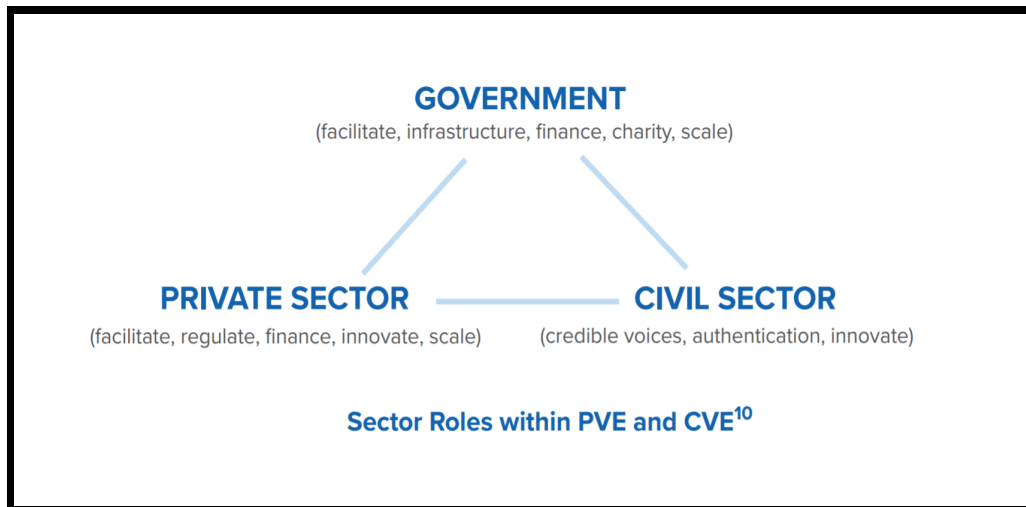 GOVERNMENT
(facilitate, infrastructure, finance, charity, scale)
PRIVATE SECTOR
(facilitate, regulate, finance, innovate, scale)
CIVIL SECTOR
(credible voices, authentication, innovate)
Sector Roles within PVE and CVE¹⁰